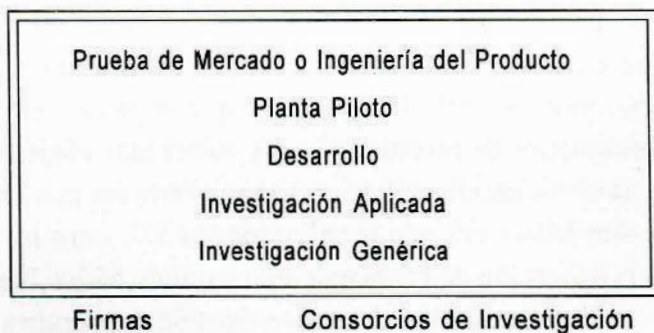 Prueba de Mercado o Ingeniería del Producto
Planta Piloto
Desarrollo
Investigación Aplicada
Investigación Genérica
Firmas Consorcios de Investigación